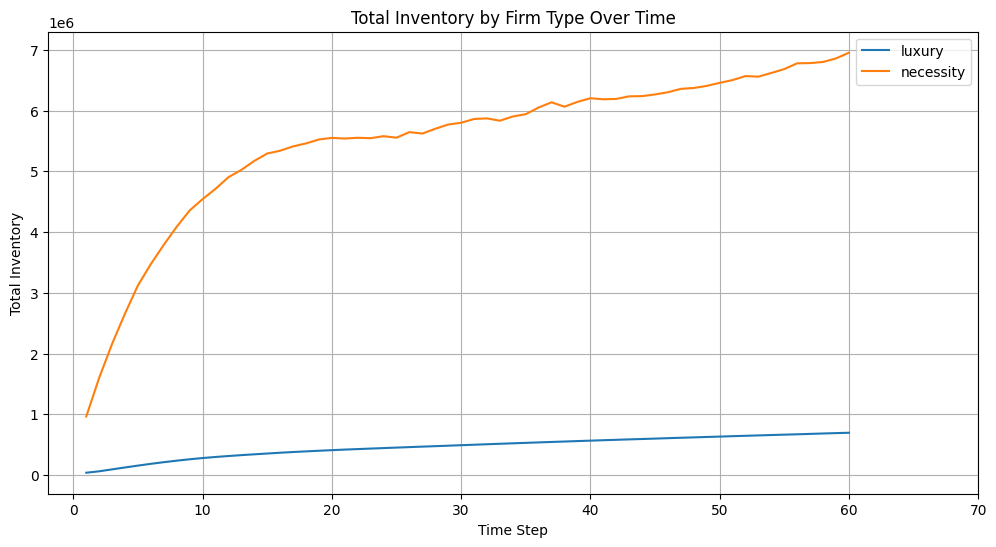 Total Inventory by Firm Type Over Time
1e6
luxury
necessity
7
6
5
4
3
2
1
0
Total Inventory
0 10 20 30 40 50 60 70
Time Step